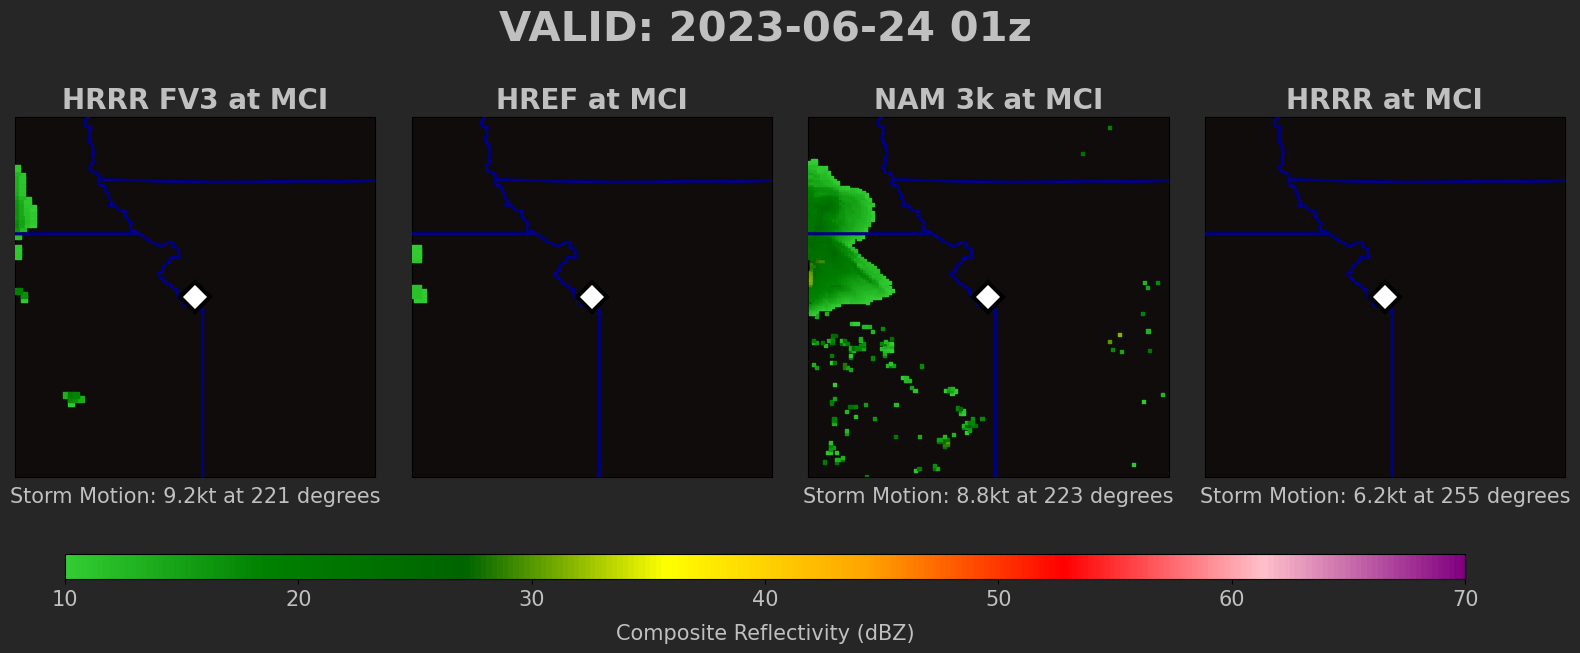 VALID: 2023-06-24 01z
HRRR FV3 at MCI
HREF at MCI
NAM 3k at MCI
HRRR at MCI
Storm Motion: 9.2kt at 221 degrees
Storm Motion: 8.8kt at 223 degrees
Storm Motion: 6.2kt at 255 degrees
10 20 30 40 50 60 70
Composite Reflectivity (dBZ)